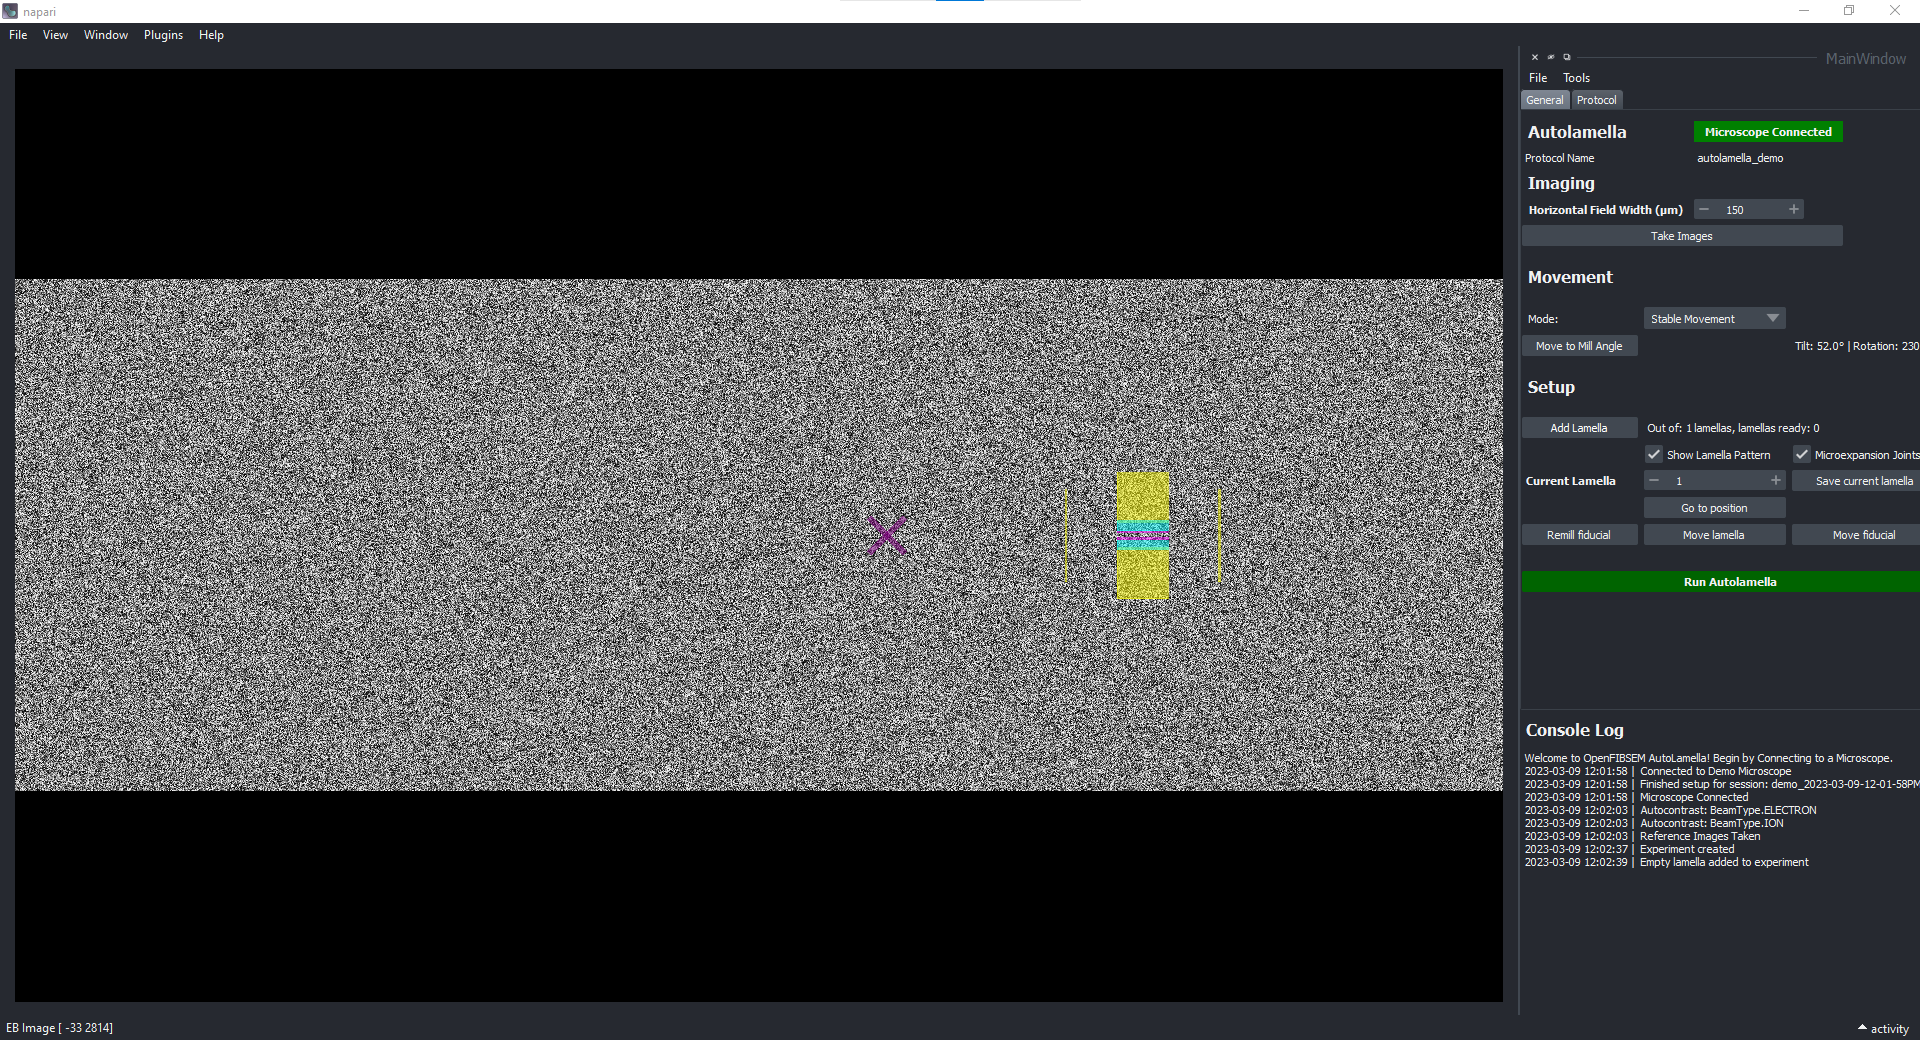 napari
File View Window Plugins Help
MainWindow
File Tools
General Protocol
Autolamella Microscope Connected
Protocol Name autolamella_demo
Imaging
Horizontal Field Width (µm) 150
Take Images
Movement
Mode: Stable Movement
Move to Mill Angle Tilt: 52.0° | Rotation: 230
Setup
Add Lamella Out of: 1 lamellas, lamellas ready: 0
Show Lamella Pattern Microexpansion Joints
Current Lamella 1 Save current lamella
Go to position
Remill fiducial Move lamella Move fiducial
Run Autolamella
Console Log
Welcome to OpenFIBSEM AutoLamella! Begin by Connecting to a Microscope.
2023-03-09 12:01:58 | Connected to Demo Microscope
2023-03-09 12:01:58 | Finished setup for session: demo_2023-03-09-12-01-58PM
2023-03-09 12:01:58 | Microscope Connected
2023-03-09 12:02:03 | Autocontrast: BeamType.ELECTRON
2023-03-09 12:02:03 | Autocontrast: BeamType.ION
2023-03-09 12:02:03 | Reference Images Taken
2023-03-09 12:02:37 | Experiment created
2023-03-09 12:02:39 | Empty lamella added to experiment
EB Image [ -33 2814] activity